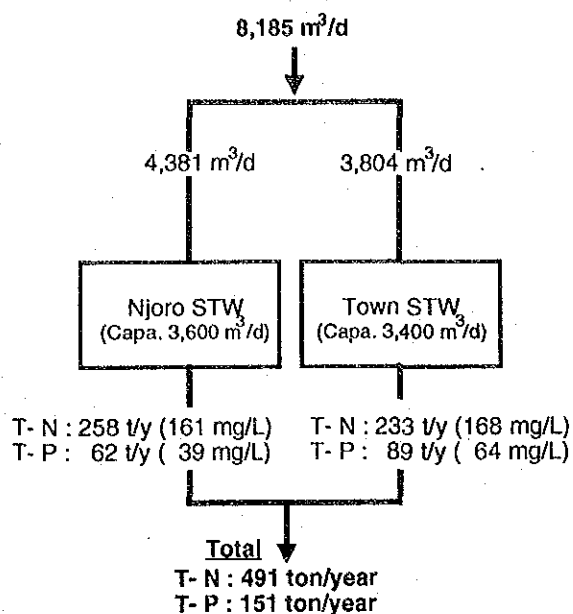 8,185 m³/d
4,381 m³/d 3,804 m³/d
Njoro STW Town STW
(Capa. 3,600 m³/d) (Capa. 3,400 m³/d)
T- N : 258 t/y (161 mg/L) T- N : 233 t/y (168 mg/L)
T- P : 62 t/y ( 39 mg/L) T- P : 89 t/y ( 64 mg/L)
Total
T- N : 491 ton/year
T- P : 151 ton/year